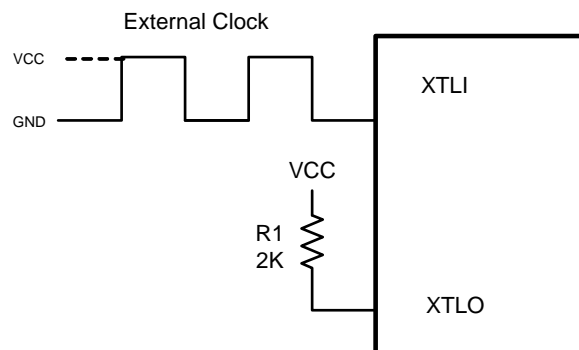 External Clock
VCC
GND
XTLI
VCC
R1
2K
XTLO